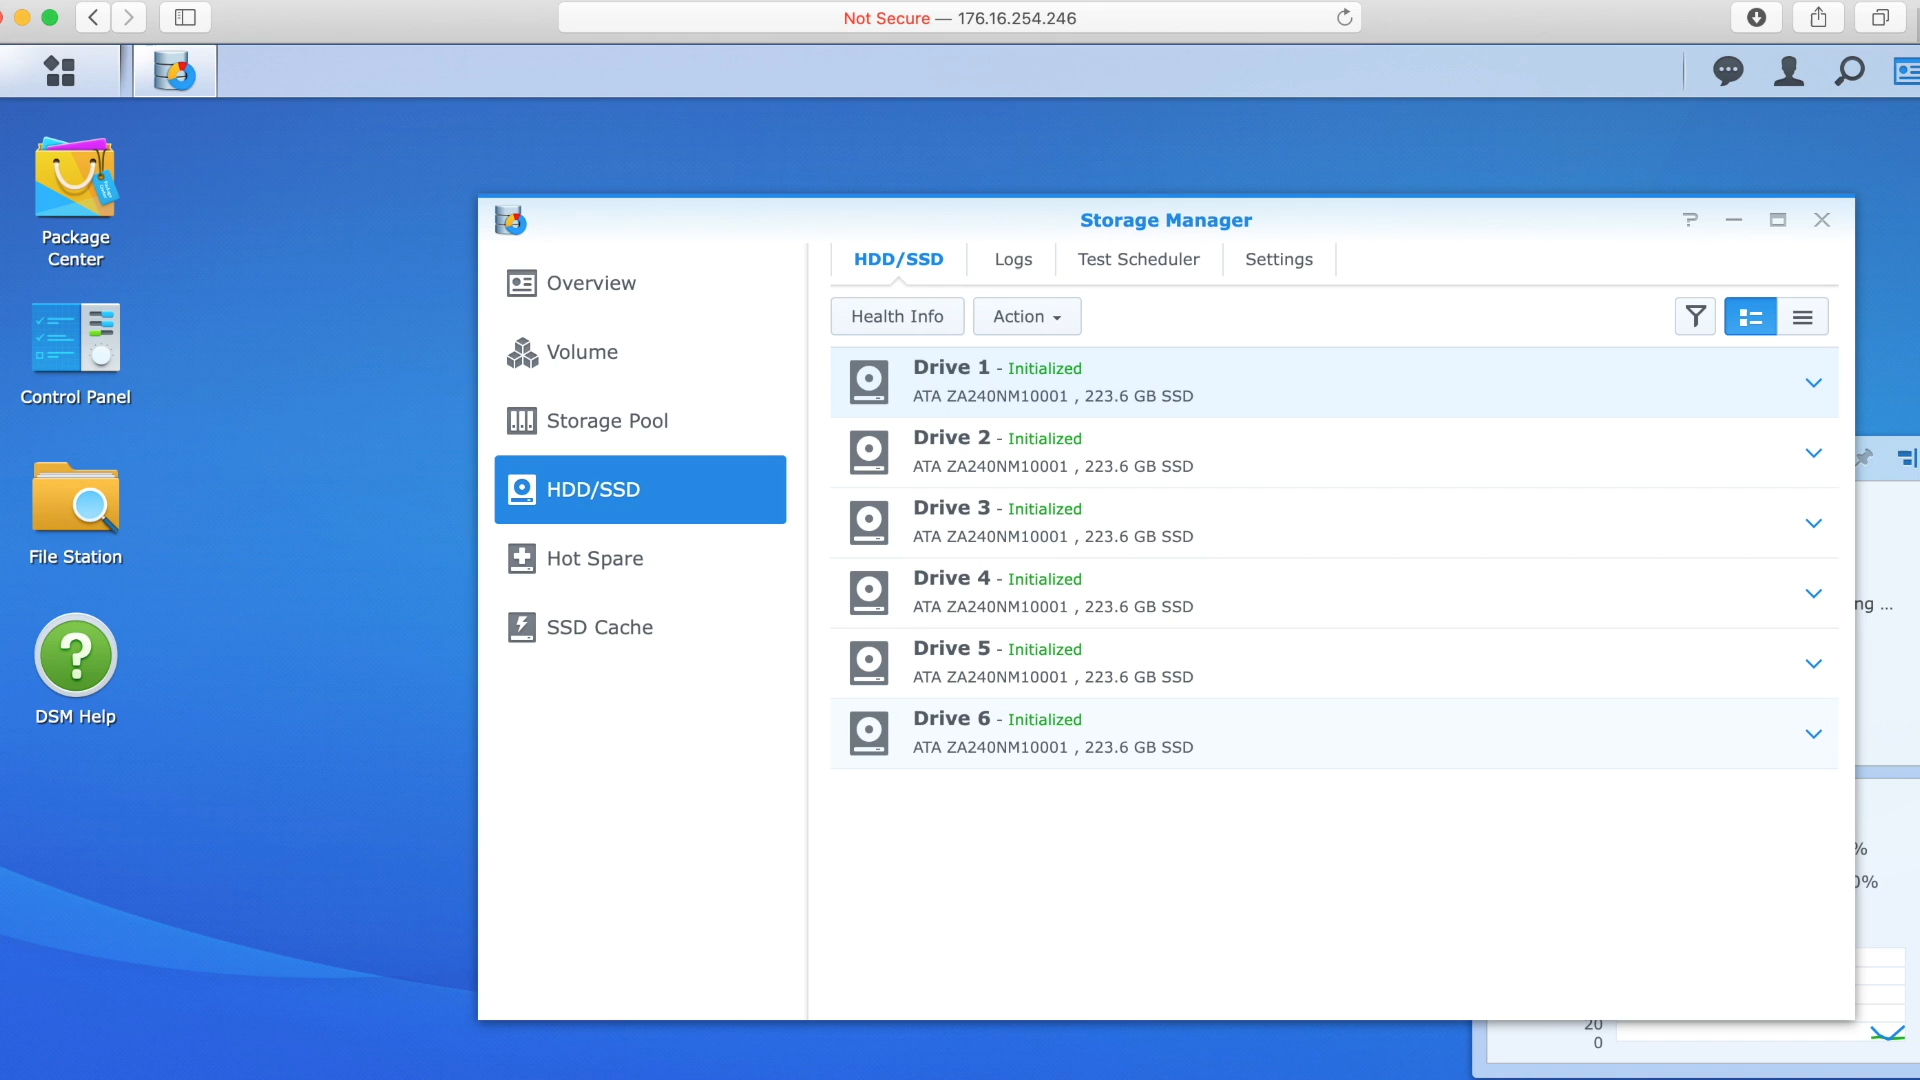 Not Secure — 176.16.254.246
Package
Center
Control Panel
File Station
DSM Help
Storage Manager
Overview
Volume
Storage Pool
HDD/SSD
Hot Spare
SSD Cache
HDD/SSD
Logs
Test Scheduler
Settings
Health Info
Action
Drive 1 - Initialized
ATA ZA240NM10001 , 223.6 GB SSD
Drive 2 - Initialized
ATA ZA240NM10001 , 223.6 GB SSD
Drive 3 - Initialized
ATA ZA240NM10001 , 223.6 GB SSD
Drive 4 - Initialized
ATA ZA240NM10001 , 223.6 GB SSD
Drive 5 - Initialized
ATA ZA240NM10001 , 223.6 GB SSD
Drive 6 - Initialized
ATA ZA240NM10001 , 223.6 GB SSD
ng ...
%
0%
20
0